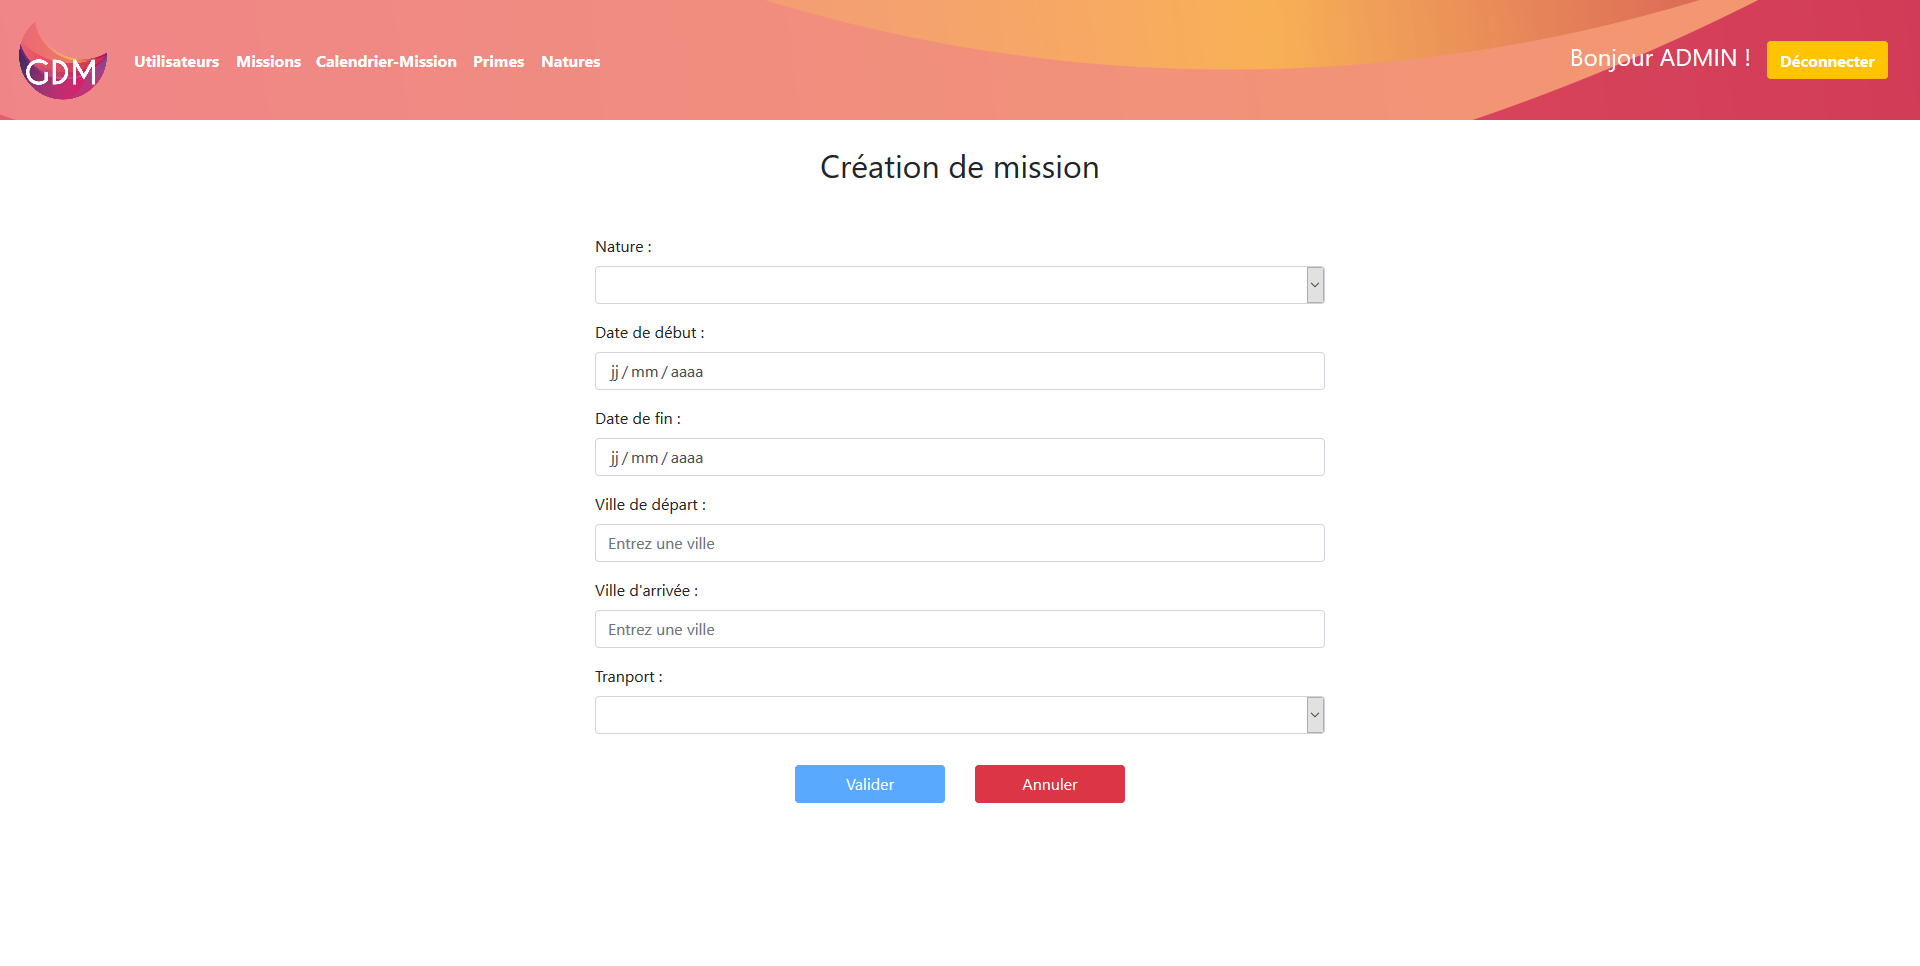 GDM
Utilisateurs Missions Calendrier-Mission Primes Natures
Bonjour ADMIN ! Déconnecter
Création de mission
Nature :
Date de début :
jj / mm / aaaa
Date de fin :
jj / mm / aaaa
Ville de départ :
Entrez une ville
Ville d'arrivée :
Entrez une ville
Tranport :
Valider Annuler